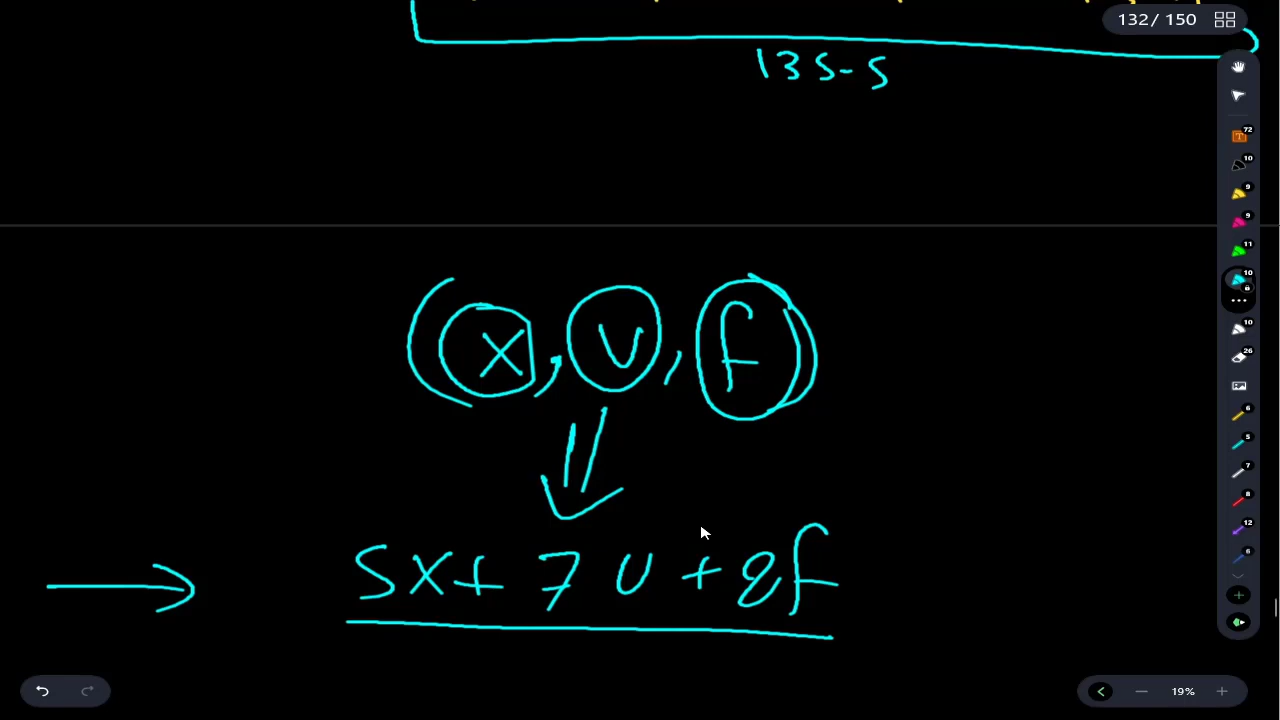 132/ 150
135-5
(x, v, f)
5x+ 7v+8f
19%